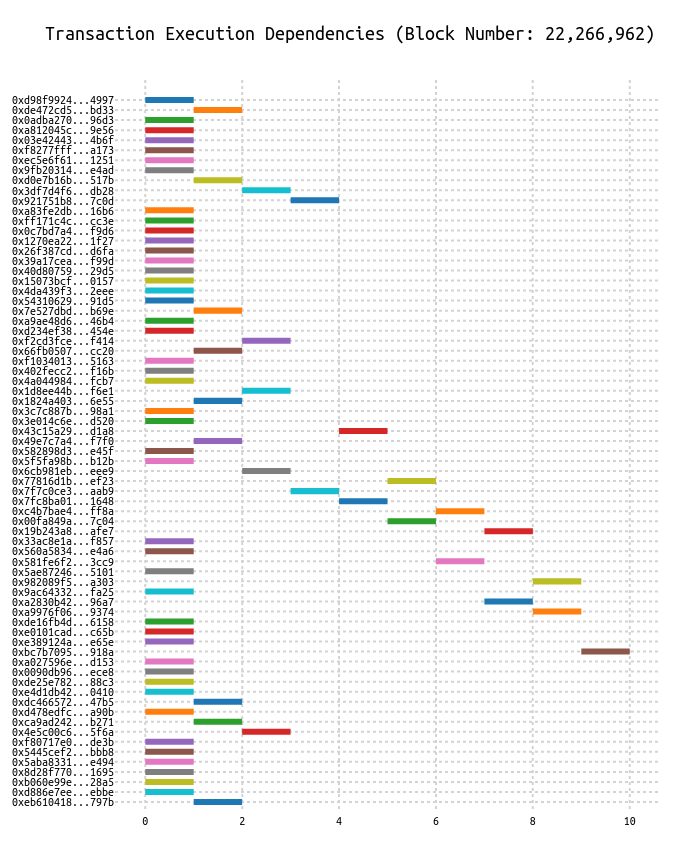 Transaction Execution Dependencies (Block Number: 22,266,962)
0xd98f9924...4997
0xde472cd5...bd33
0x0adba270...96d3
0xa812045c...9e56
0x03e42443...4b6f
0xf8277fff...a173
0xec5e6f61...1251
0x9fb20314...e4ad
0xd0e7b16b...517b
0x3df7d4f6...db28
0x921751b8...7c0d
0xa83fe2db...16b6
0xff171c4c...cc3e
0x0c7bd7a4...f9d6
0x1270ea22...1f27
0x26f387cd...d6fa
0x39a17cea...f99d
0x40d80759...29d5
0x15073bcf...0157
0x4da439f3...2eee
0x54310629...91d5
0x7e527dbd...b69e
0xa9ae48d6...46b4
0xd234ef38...454e
0xf2cd3fce...f414
0x66fb0507...cc20
0xf1034013...5163
0x402fecc2...f16b
0x4a044984...fcb7
0x1d8ee44b...f6e1
0x1824a403...6e55
0x3c7c887b...98a1
0x3e014c6e...d520
0x43c15a29...d1a8
0x49e7c7a4...f7f0
0x582898d3...e45f
0x5f5fa98b...b12b
0x6cb981eb...eee9
0x77816d1b...ef23
0x7f7c0ce3...aab9
0x7fc8ba01...1648
0xc4b7bae4...ff8a
0x00fa849a...7c04
0x19b243a8...afe7
0x33ac8e1a...f857
0x560a5834...e4a6
0x581fe6f2...3cc9
0x5ae87246...5101
0x982089f5...a303
0x9ac64332...fa25
0xa2830b42...96a7
0xa9976f06...9374
0xde16fb4d...6158
0xe0101cad...c65b
0xe389124a...e65e
0xbc7b7095...918a
0xa027596e...d153
0x0090db96...ece8
0xde25e782...88c3
0xe4d1db42...0410
0xdc466572...47b5
0xd478edfc...a90b
0xca9ad242...b271
0x4e5c00c6...5f6a
0xf80717e0...de3b
0x5445cef2...bbb8
0x5aba8331...e494
0x8d28f770...1695
0xb060e99e...28a5
0xd886e7ee...ebbe
0xeb610418...797b
0 2 4 6 8 10